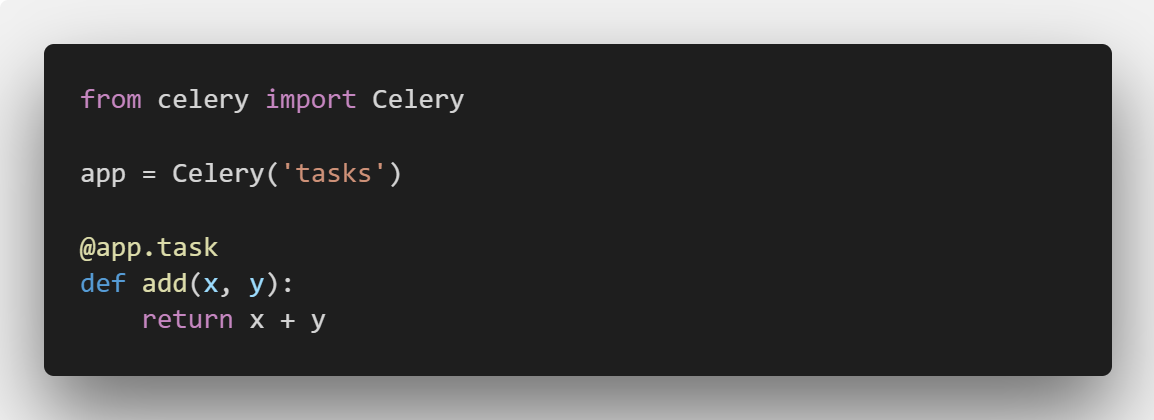 from celery import Celery
app = Celery('tasks')
@app.task
def add(x, y):
    return x + y